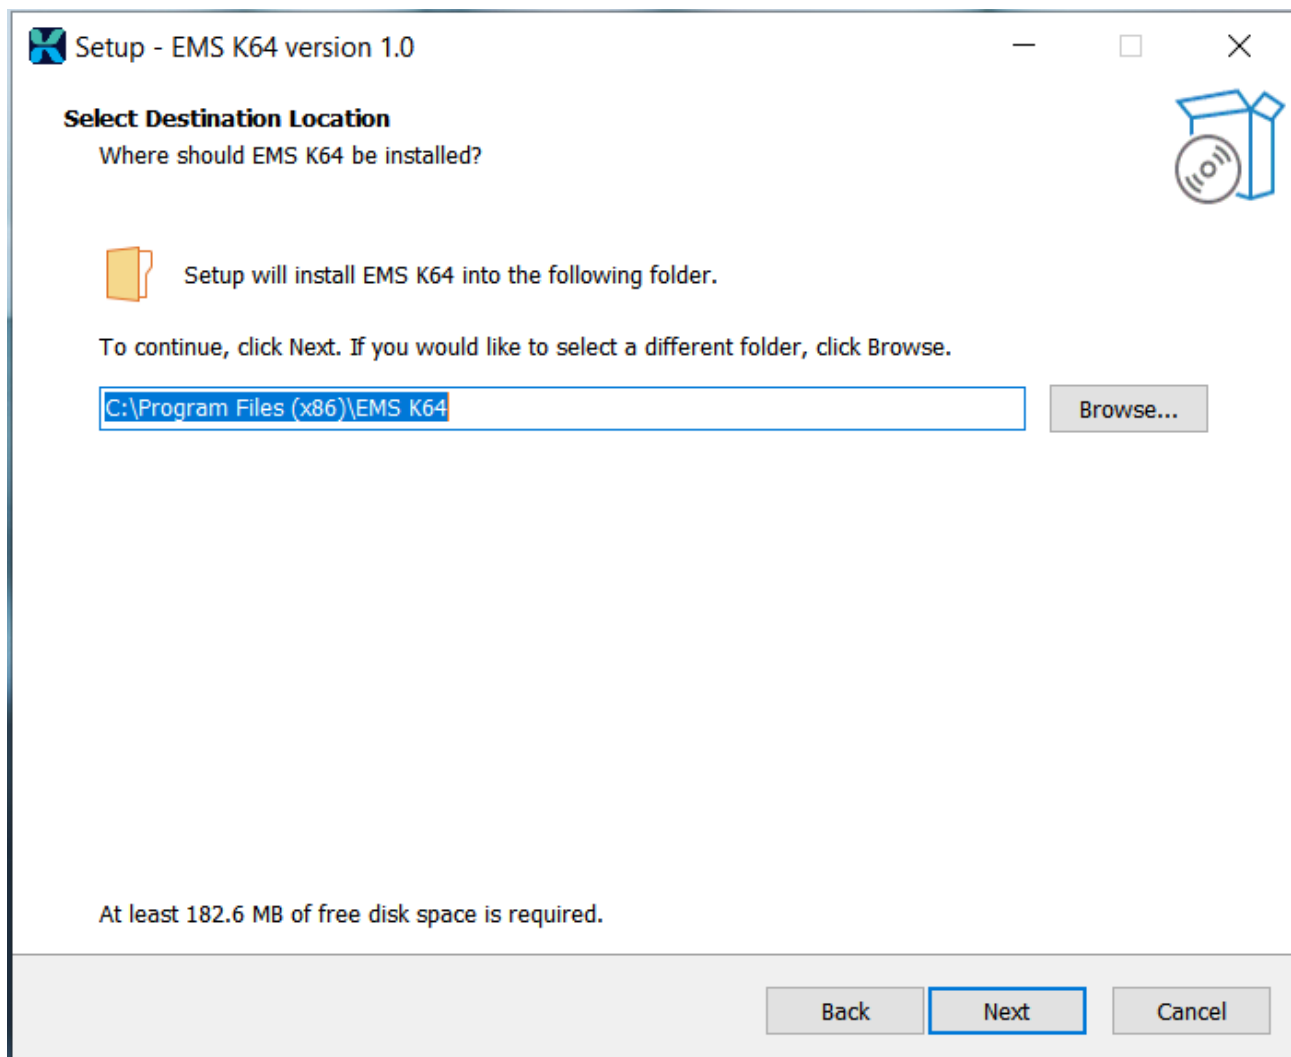 Setup - EMS K64 version 1.0
Select Destination Location
Where should EMS K64 be installed?
Setup will install EMS K64 into the following folder.
To continue, click Next. If you would like to select a different folder, click Browse.
C:\Program Files (x86)\EMS K64
Browse...
At least 182.6 MB of free disk space is required.
Back
Next
Cancel